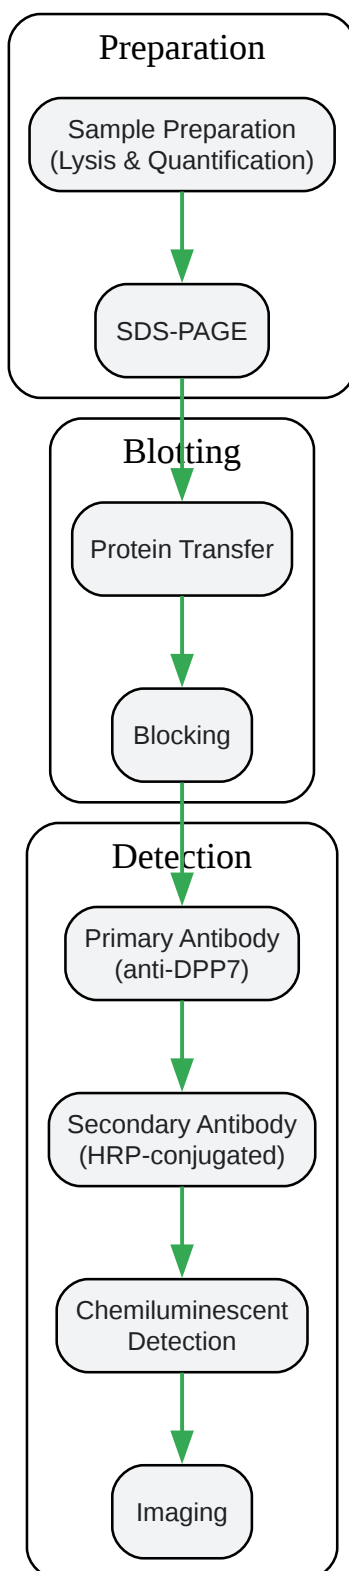 Preparation
Sample Preparation
(Lysis & Quantification)
SDS-PAGE
Blotting
Protein Transfer
Blocking
Detection
Primary Antibody
(anti-DPP7)
Secondary Antibody
(HRP-conjugated)
Chemiluminescent
Detection
Imaging